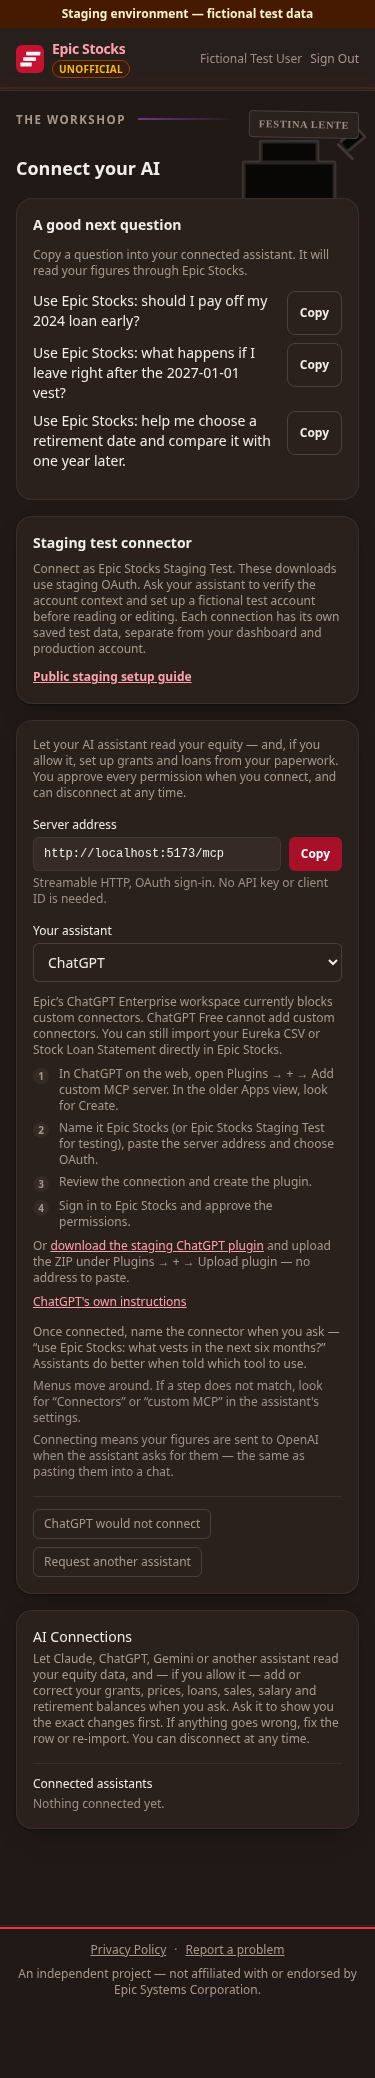 Staging environment — fictional test data
Epic Stocks
UNOFFICIAL
Fictional Test User Sign Out
THE WORKSHOP
FESTINA LENTE
Connect your AI
A good next question
Copy a question into your connected assistant. It will
read your figures through Epic Stocks.
Use Epic Stocks: should I pay off my
2024 loan early?
Copy
Use Epic Stocks: what happens if I
leave right after the 2027-01-01
vest?
Copy
Use Epic Stocks: help me choose a
retirement date and compare it with
one year later.
Copy
Staging test connector
Connect as Epic Stocks Staging Test. These downloads
use staging OAuth. Ask your assistant to verify the
account context and set up a fictional test account
before reading or editing. Each connection has its own
saved test data, separate from your dashboard and
production account.
Public staging setup guide
Let your AI assistant read your equity — and, if you
allow it, set up grants and loans from your paperwork.
You approve every permission when you connect, and
can disconnect at any time.
Server address
http://localhost:5173/mcp
Copy
Streamable HTTP, OAuth sign-in. No API key or client
ID is needed.
Your assistant
ChatGPT
Epic's ChatGPT Enterprise workspace currently blocks
custom connectors. ChatGPT Free cannot add custom
connectors. You can still import your Eureka CSV or
Stock Loan Statement directly in Epic Stocks.
1 In ChatGPT on the web, open Plugins → + → Add
custom MCP server. In the older Apps view, look
for Create.
2 Name it Epic Stocks (or Epic Stocks Staging Test
for testing), paste the server address and choose
OAuth.
3 Review the connection and create the plugin.
4 Sign in to Epic Stocks and approve the
permissions.
Or download the staging ChatGPT plugin and upload
the ZIP under Plugins → + → Upload plugin — no
address to paste.
ChatGPT's own instructions
Once connected, name the connector when you ask —
“use Epic Stocks: what vests in the next six months?”
Assistants do better when told which tool to use.
Menus move around. If a step does not match, look
for “Connectors” or “custom MCP” in the assistant's
settings.
Connecting means your figures are sent to OpenAI
when the assistant asks for them — the same as
pasting them into a chat.
ChatGPT would not connect
Request another assistant
AI Connections
Let Claude, ChatGPT, Gemini or another assistant read
your equity data, and — if you allow it — add or
correct your grants, prices, loans, sales, salary and
retirement balances when you ask. Ask it to show you
the exact changes first. If anything goes wrong, fix the
row or re-import. You can disconnect at any time.
Connected assistants
Nothing connected yet.
Privacy Policy · Report a problem
An independent project — not affiliated with or endorsed by
Epic Systems Corporation.